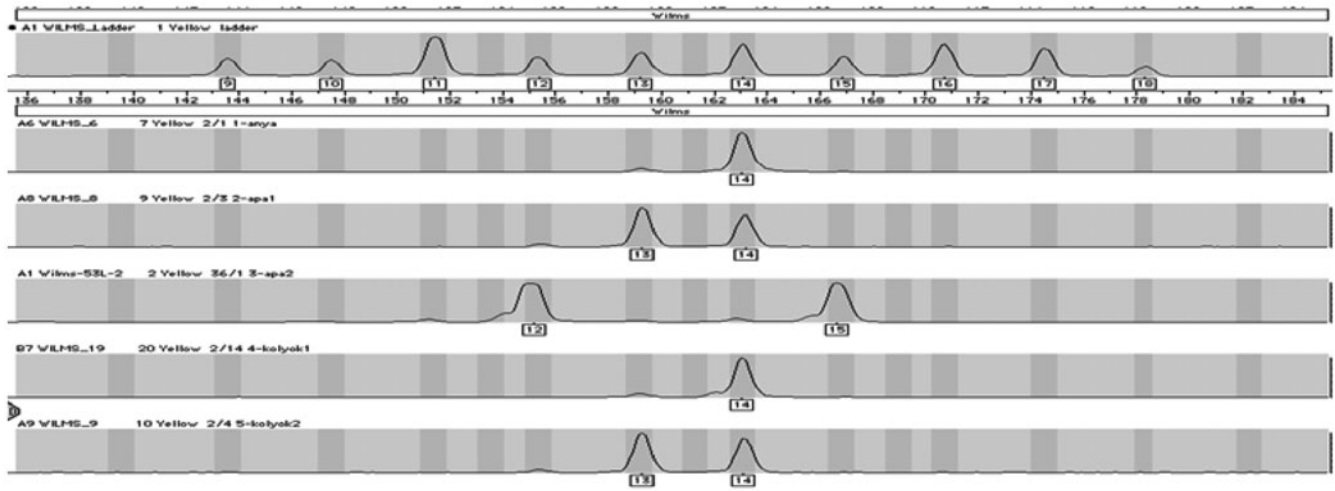 Wilms
A1 WILMS_Ladder 1 Yellow ladder
9 10 11 12 13 14 15 16 17 18
136 138 140 142 144 146 148 150 152 154 156 158 160 162 164 166 168 170 172 174 176 178 180 182 184
Wilms
A6 WILMS_6 7 Yellow 2/1 1-anya
14
A8 WILMS_8 9 Yellow 2/3 2-apa1
13 14
A1 Wilms-53L-2 2 Yellow 36/1 3-apa2
12 15
B7 WILMS_19 20 Yellow 2/14 4-kolyok1
14
A9 WILMS_9 10 Yellow 2/4 5-kolyok2
13 14